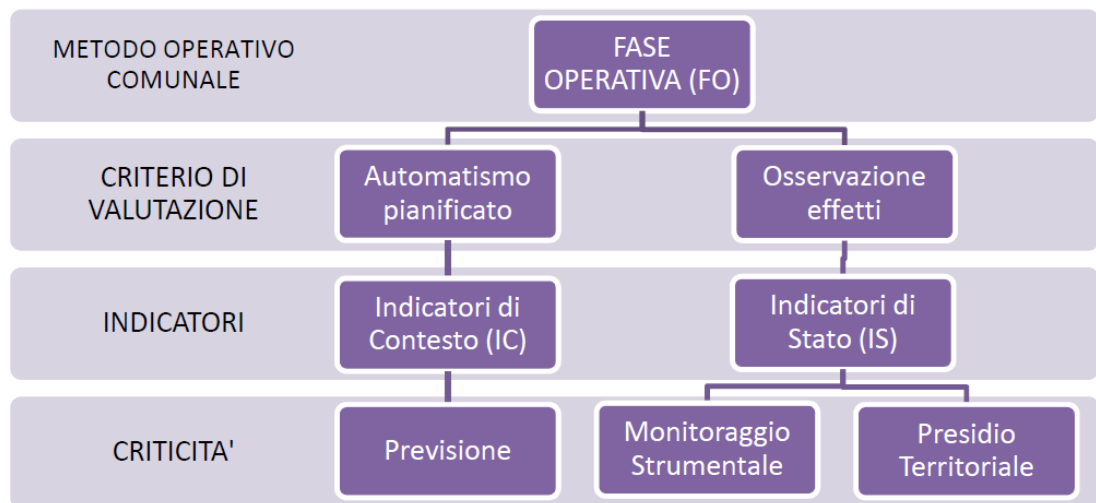 METODO OPERATIVO
COMUNALE
FASE
OPERATIVA (FO)
CRITERIO DI
VALUTAZIONE
Automatismo
pianificato
Osservazione
effetti
INDICATORI
Indicatori di
Contesto (IC)
Indicatori di
Stato (IS)
CRITICITA'
Previsione
Monitoraggio
Strumentale
Presidio
Territoriale